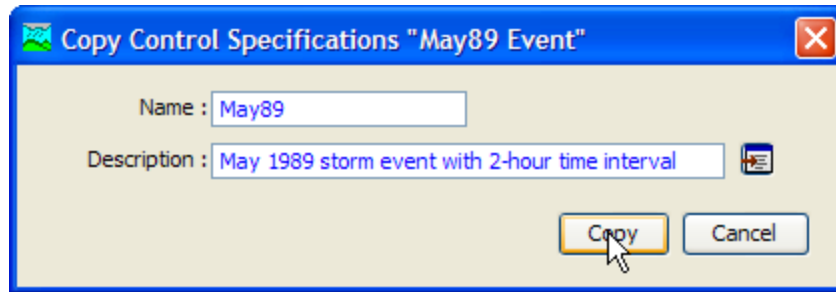 Copy Control Specifications "May89 Event"
Name : May89
Description : May 1989 storm event with 2-hour time interval
Copy Cancel